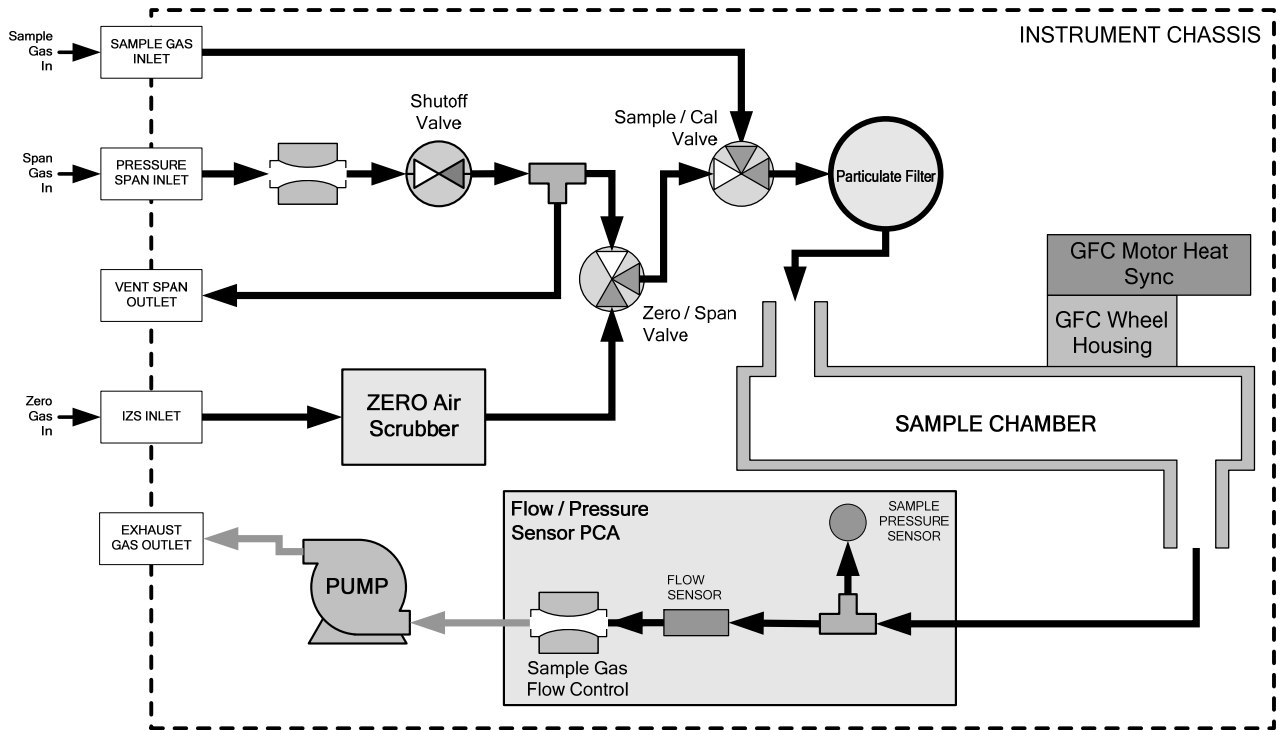 INSTRUMENT CHASSIS
Sample
Gas
In
SAMPLE GAS
INLET
Shutoff
Valve
Sample / Cal
Valve
Span
Gas
In
PRESSURE
SPAN INLET
Particulate Filter
VENT SPAN
OUTLET
Zero / Span
Valve
GFC Motor Heat
Sync
GFC Wheel
Housing
Zero
Gas
In
IZS INLET
ZERO Air
Scrubber
SAMPLE CHAMBER
EXHAUST
GAS OUTLET
PUMP
Flow / Pressure
Sensor PCA
SAMPLE
PRESSURE
SENSOR
FLOW
SENSOR
Sample Gas
Flow Control